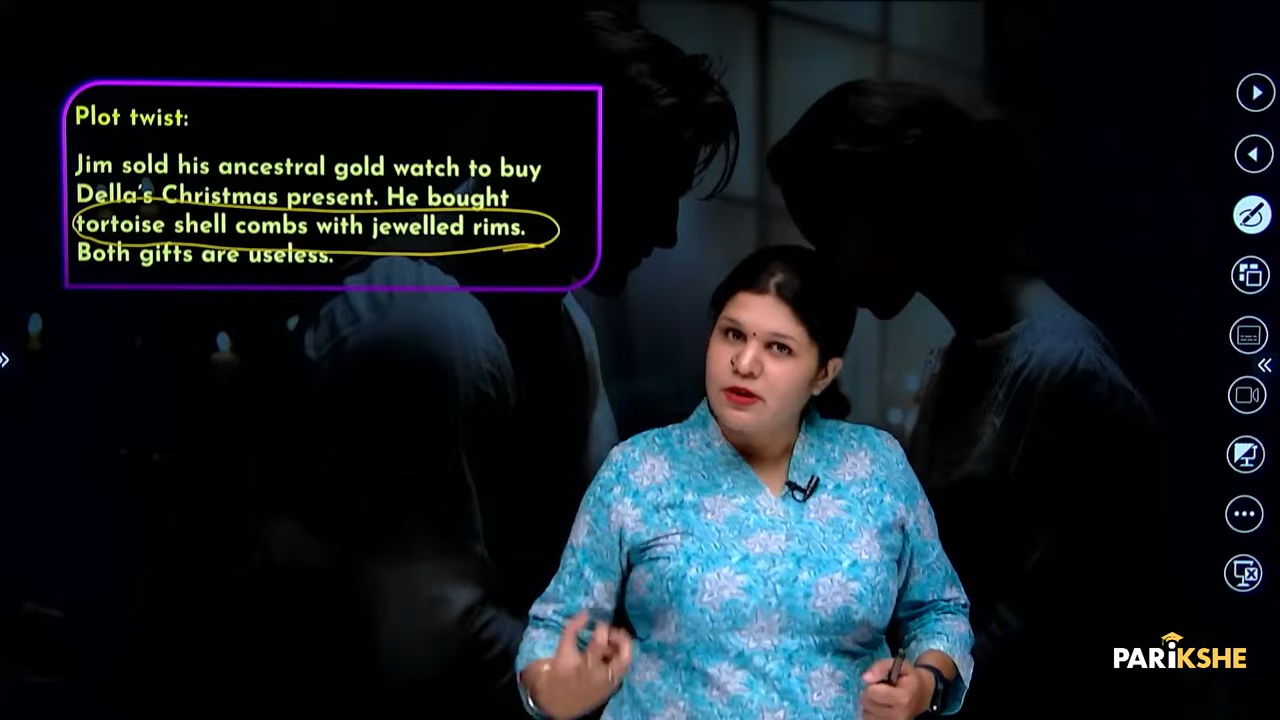 Plot twist:
Jim sold his ancestral gold watch to buy
Della's Christmas present. He bought
tortoise shell combs with jewelled rims.
Both gifts are useless.
PARIKSHE